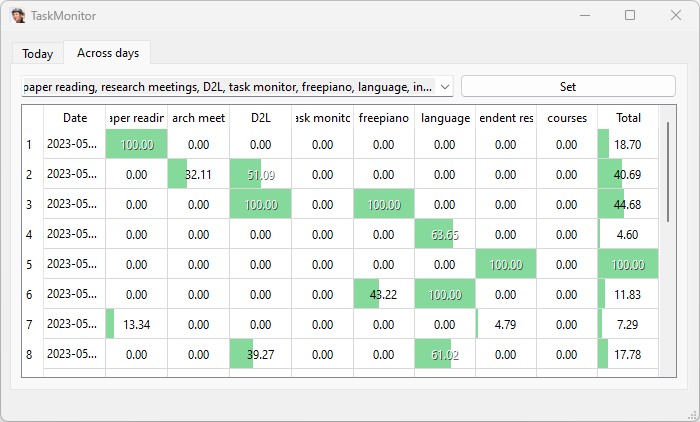 TaskMonitor
Today Across days
paper reading, research meetings, D2L, task monitor, freepiano, language, in... Set
Date aper readin arch meet D2L ask monito freepiano language endent res courses Total
1 2023-05... 100.00 0.00 0.00 0.00 0.00 0.00 0.00 0.00 18.70
2 2023-05... 0.00 32.11 51.09 0.00 0.00 0.00 0.00 0.00 40.69
3 2023-05... 0.00 0.00 100.00 0.00 100.00 0.00 0.00 0.00 44.68
4 2023-05... 0.00 0.00 0.00 0.00 0.00 63.65 0.00 0.00 4.60
5 2023-05... 0.00 0.00 0.00 0.00 0.00 0.00 100.00 0.00 100.00
6 2023-05... 0.00 0.00 0.00 0.00 43.22 100.00 0.00 0.00 11.83
7 2023-05... 13.34 0.00 0.00 0.00 0.00 0.00 4.79 0.00 7.29
8 2023-05... 0.00 0.00 39.27 0.00 0.00 61.02 0.00 0.00 17.78